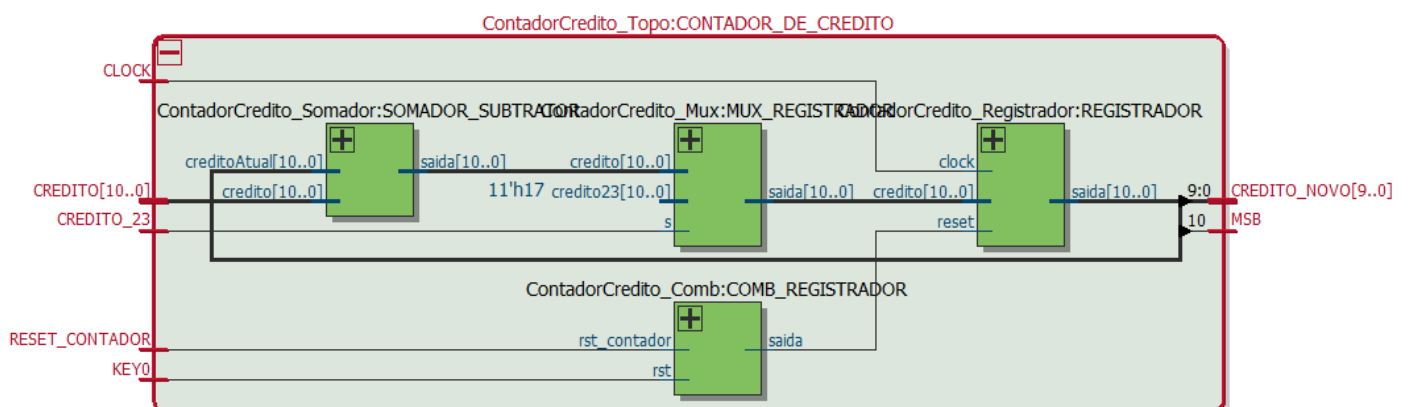 ContadorCredito_Topo:CONTADOR_DE_CREDITO
CLOCK
ContadorCredito_Somador:SOMADOR_SUBTRATOR
ContadorCredito_Mux:MUX_REGISTRADOR
ContadorCredito_Registrador:REGISTRADOR
creditoAtual[10..0]
saida[10..0]
credito[10..0]
clock
CREDITO[10..0]
credito[10..0]
11'h17
credito23[10..0]
saida[10..0]
credito[10..0]
saida[10..0]
9:0
CREDITO_NOVO[9..0]
CREDITO_23
s
reset
10
MSB
ContadorCredito_Comb:COMB_REGISTRADOR
RESET_CONTADOR
rst_contador
saida
KEY0
rst